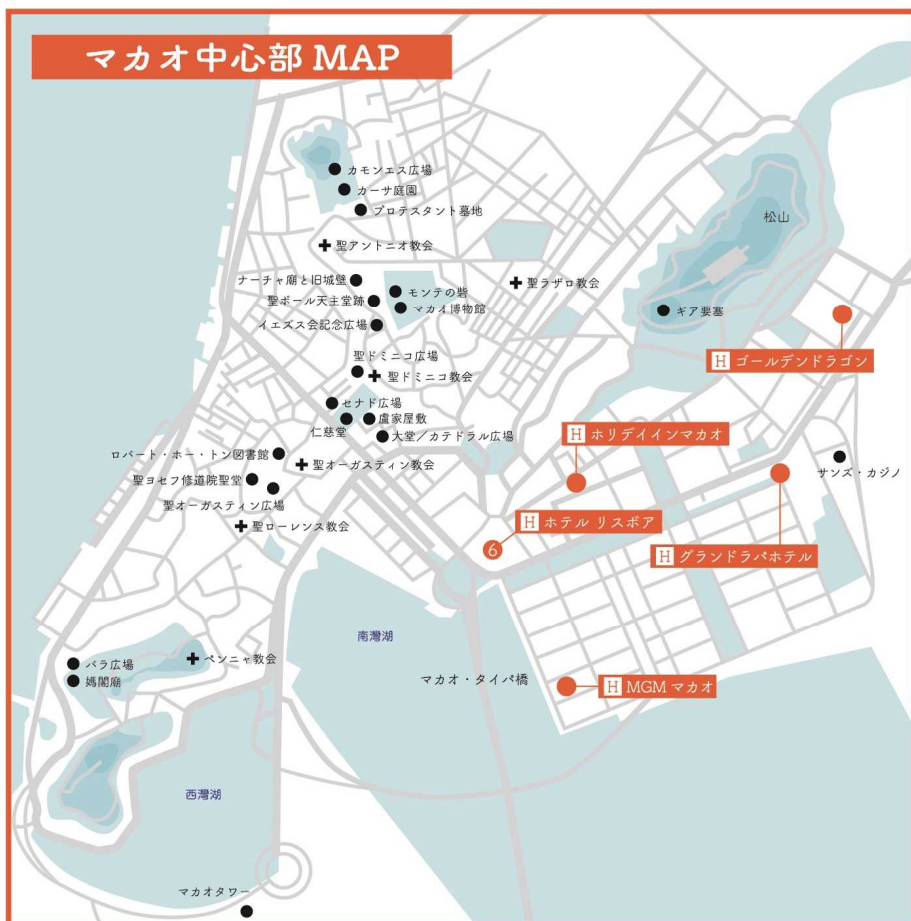 マカオ中心部 MAP
カモンエス広場
カーサ庭園
プロテスタント墓地
松山
聖アントニオ教会
ナーチャ廟と旧城壁
聖ラザロ教会
モンテの砦
聖ポール天主堂跡
マカオ博物館
ギア要塞
イエズス会記念広場
H ゴールデンドラゴン
聖ドミニコ広場
聖ドミニコ教会
セナド広場
盧家屋敷
仁慈堂
大堂/カテドラル広場
H ホリデイインマカオ
ロバート・ホー・トン図書館
聖オーガスティン教会
サンズ・カジノ
聖ヨセフ修道院聖堂
聖オーガスティン広場
聖ローレンス教会
H ホテル リスボア
6
H グランドラパホテル
南灣湖
ペンニャ教会
バラ広場
媽閣廟
マカオ・タイパ橋
H MGM マカオ
西灣湖
マカオタワー